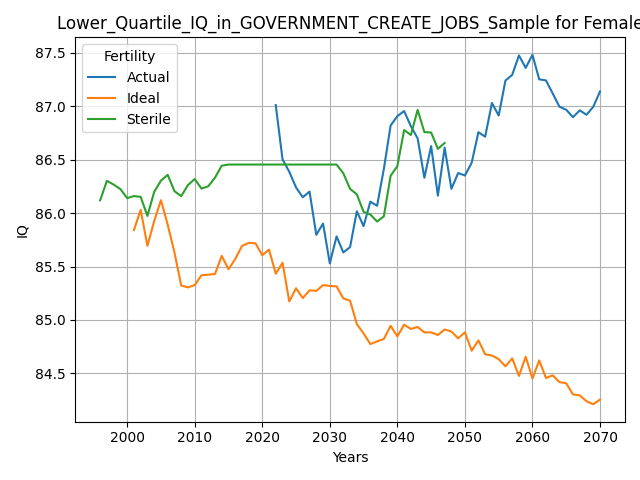 Lower_Quartile_IQ_in_GOVERNMENT_CREATE_JOBS_Sample for Female
Fertility
Actual
Ideal
Sterile
87.5
87.0
86.5
86.0
85.5
85.0
84.5
IQ
2000 2010 2020 2030 2040 2050 2060 2070
Years